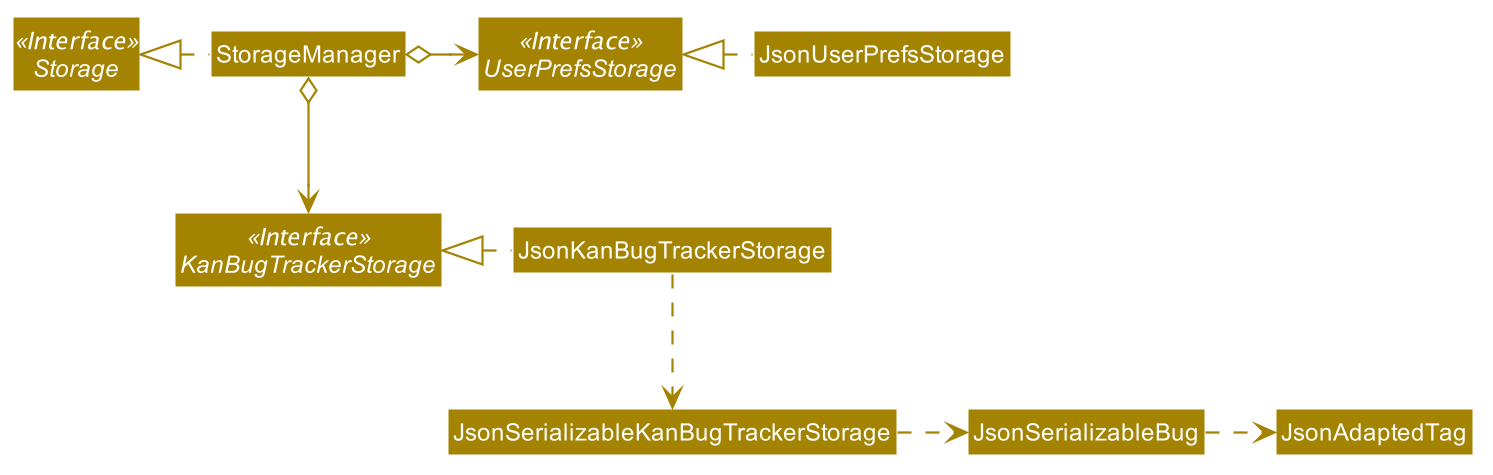 «Interface»
Storage
StorageManager
«Interface»
UserPrefsStorage
JsonUserPrefsStorage
«Interface»
KanBugTrackerStorage
JsonKanBugTrackerStorage
JsonSerializableKanBugTrackerStorage
JsonSerializableBug
JsonAdaptedTag